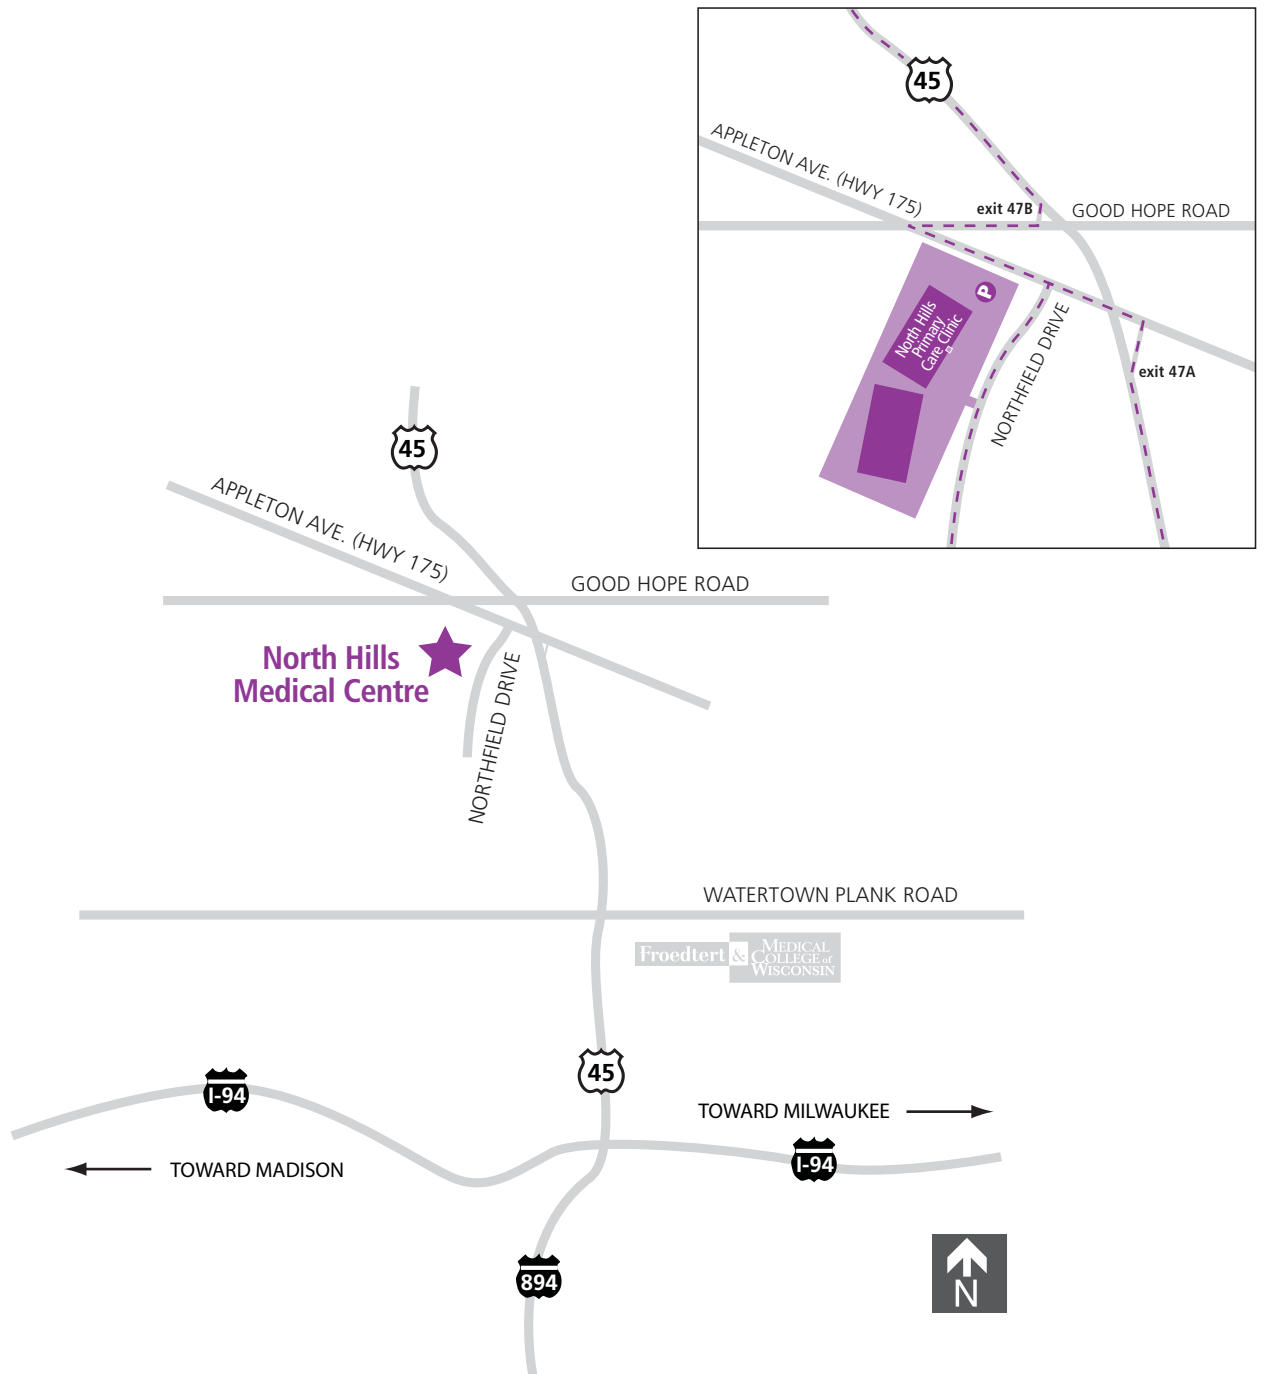 45
APPLETON AVE. (HWY 175)
exit 47B
GOOD HOPE ROAD
P
North Hills
Primary
Care Clinic
NORTHFIELD DRIVE
exit 47A
45
APPLETON AVE. (HWY 175)
GOOD HOPE ROAD
North Hills
Medical Centre
NORTHFIELD DRIVE
WATERTOWN PLANK ROAD
Froedtert & MEDICAL
COLLEGE of
WISCONSIN
45
I-94
TOWARD MILWAUKEE
I-94
TOWARD MADISON
894
N